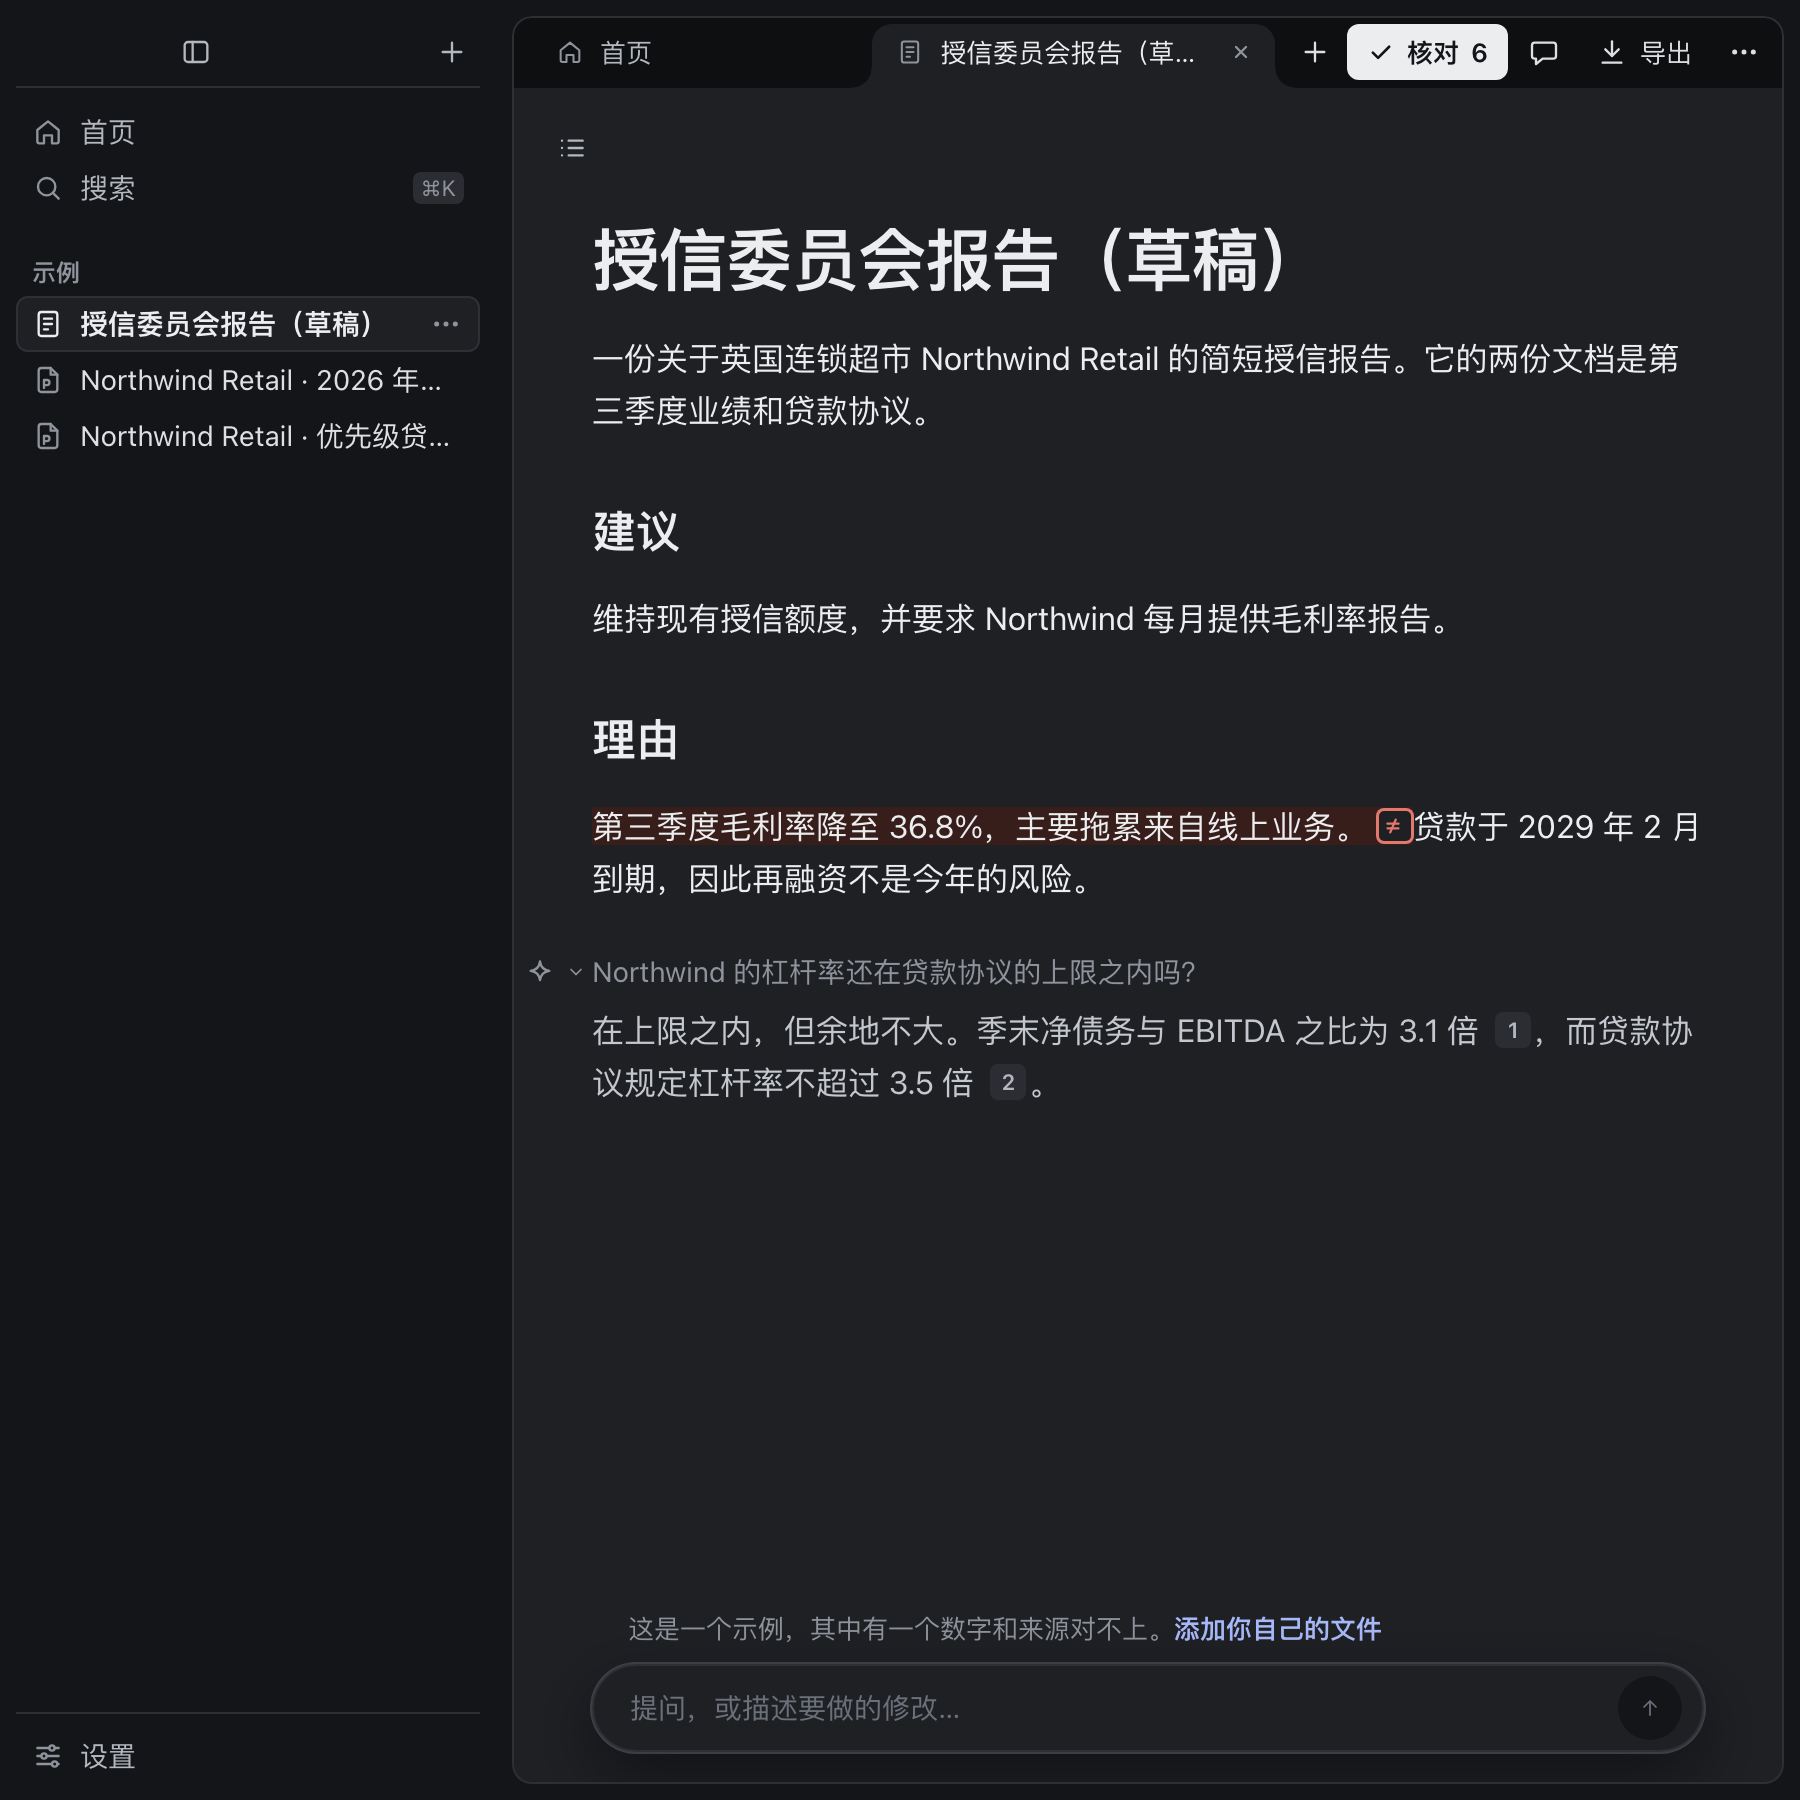 首页
搜索
⌘K
示例
授信委员会报告（草稿）
Northwind Retail · 2026 年...
Northwind Retail · 优先级贷...
设置
首页
授信委员会报告（草...
核对 6
导出
授信委员会报告（草稿）
一份关于英国连锁超市 Northwind Retail 的简短授信报告。它的两份文档是第
三季度业绩和贷款协议。
建议
维持现有授信额度，并要求 Northwind 每月提供毛利率报告。
理由
第三季度毛利率降至 36.8%，主要拖累来自线上业务。 ≠ 贷款于 2029 年 2 月
到期，因此再融资不是今年的风险。
Northwind 的杠杆率还在贷款协议的上限之内吗？
在上限之内，但余地不大。季末净债务与 EBITDA 之比为 3.1 倍 1 ，而贷款协
议规定杠杆率不超过 3.5 倍 2 。
这是一个示例，其中有一个数字和来源对不上。添加你自己的文件
提问，或描述要做的修改...